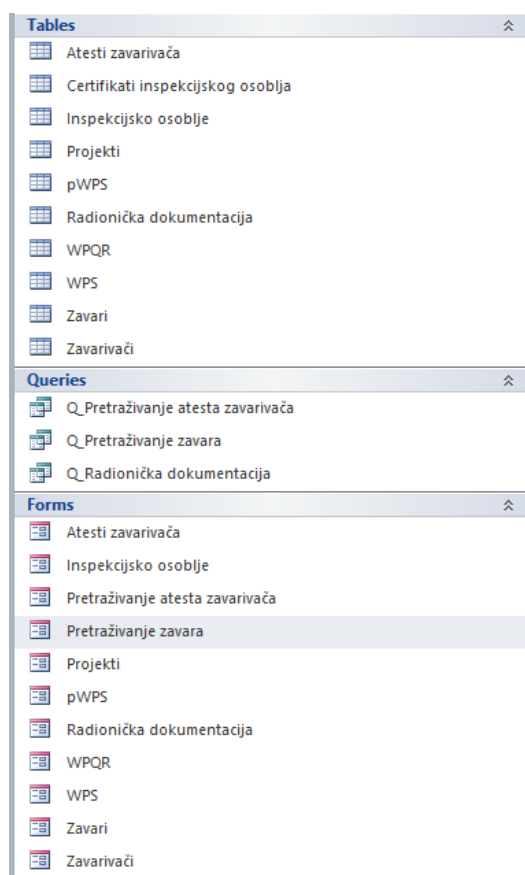 Tables
Atesti zavarivača
Certifikati inspekcijskog osoblja
Inspekcijsko osoblje
Projekti
pWPS
Radionička dokumentacija
WPQR
WPS
Zavari
Zavarivači
Queries
Q_Pretraživanje atesta zavarivača
Q_Pretraživanje zavara
Q_Radionička dokumentacija
Forms
Atesti zavarivača
Inspekcijsko osoblje
Pretraživanje atesta zavarivača
Pretraživanje zavara
Projekti
pWPS
Radionička dokumentacija
WPQR
WPS
Zavari
Zavarivači